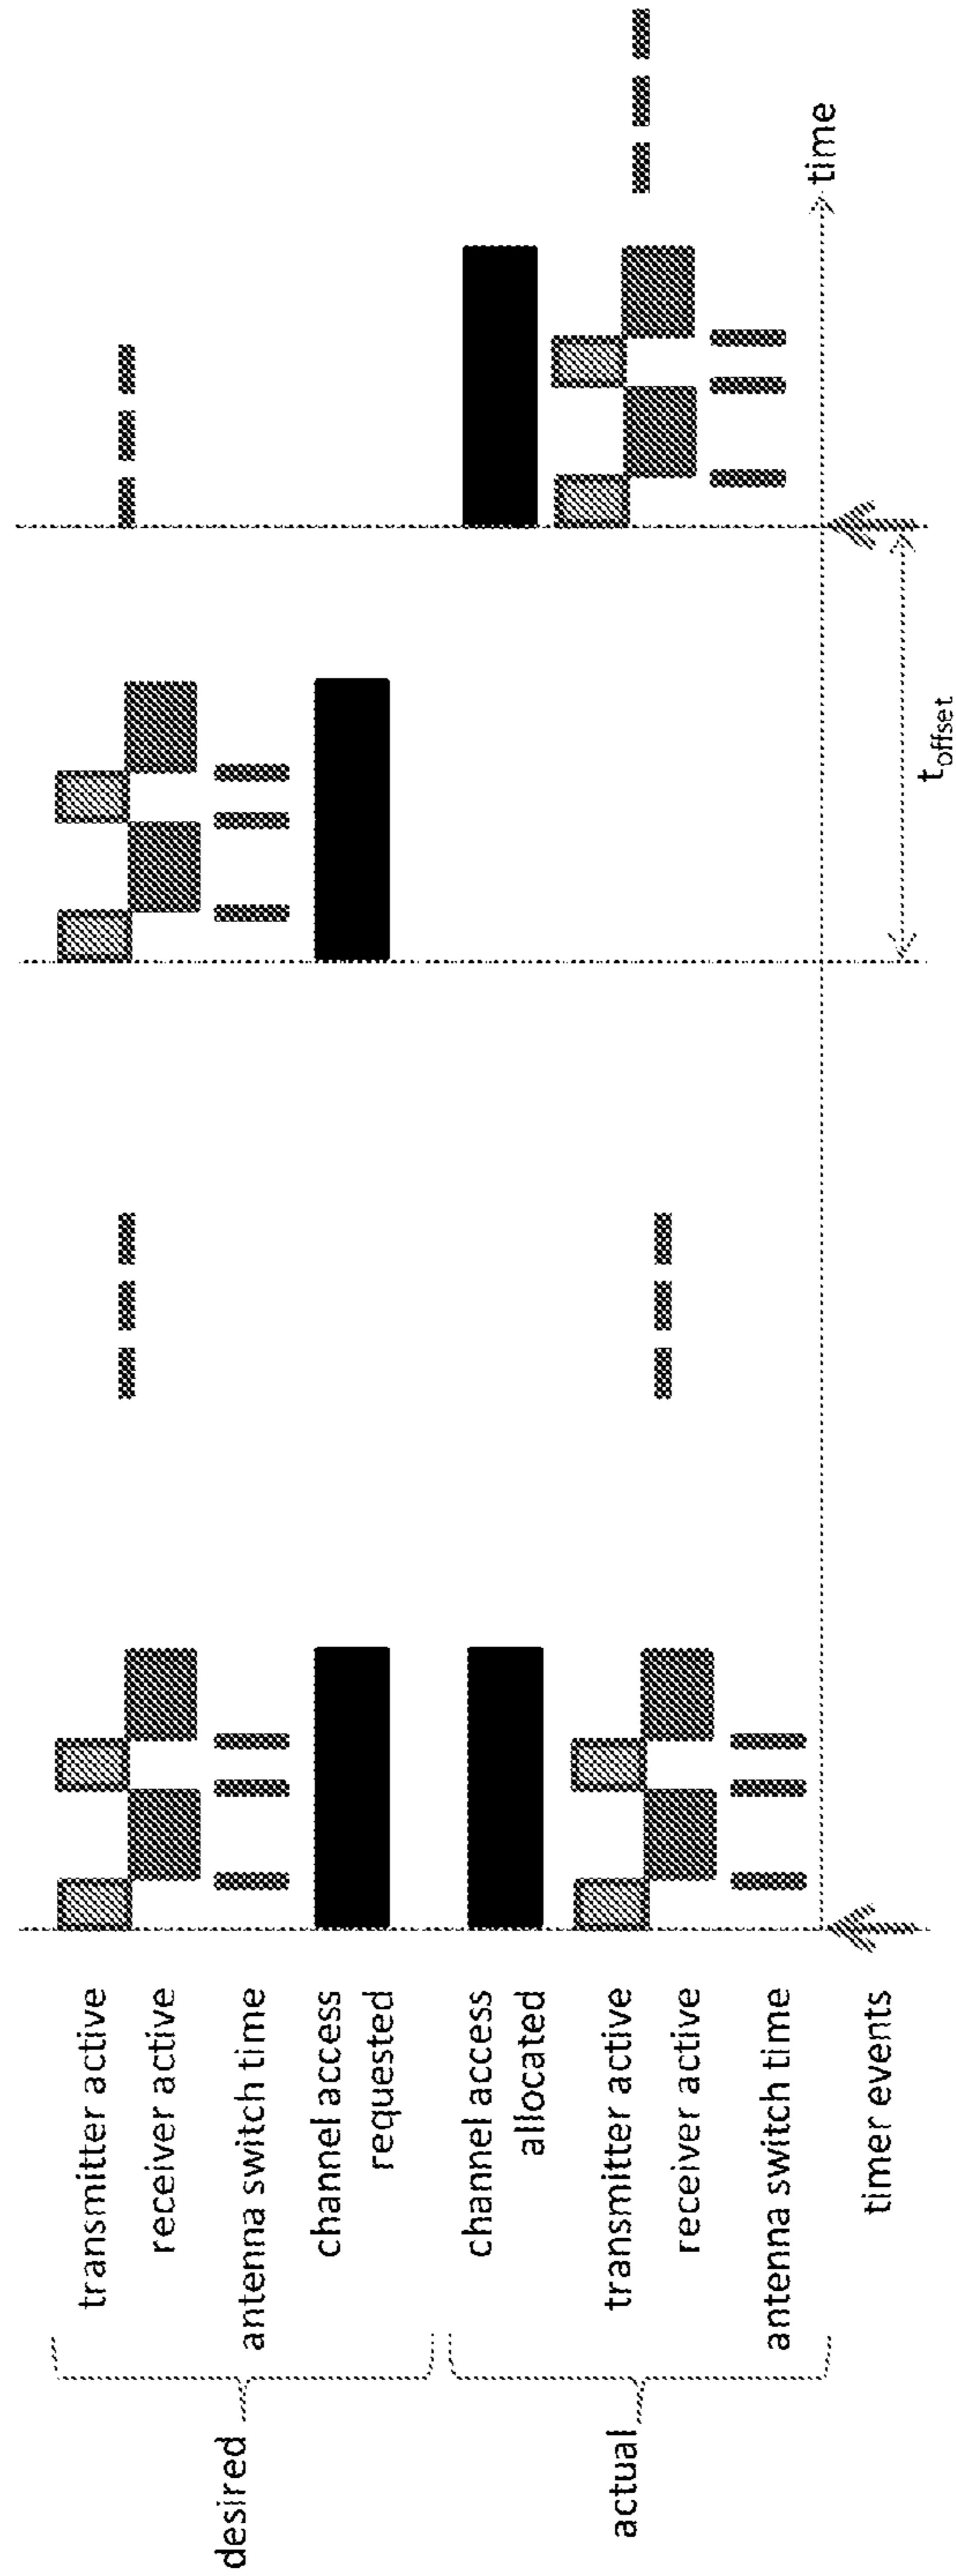 desired
transmitter active
receiver active
antenna switch time
channel access
requested
actual
channel access
allocated
transmitter active
receiver active
antenna switch time
timer events
time
toffset